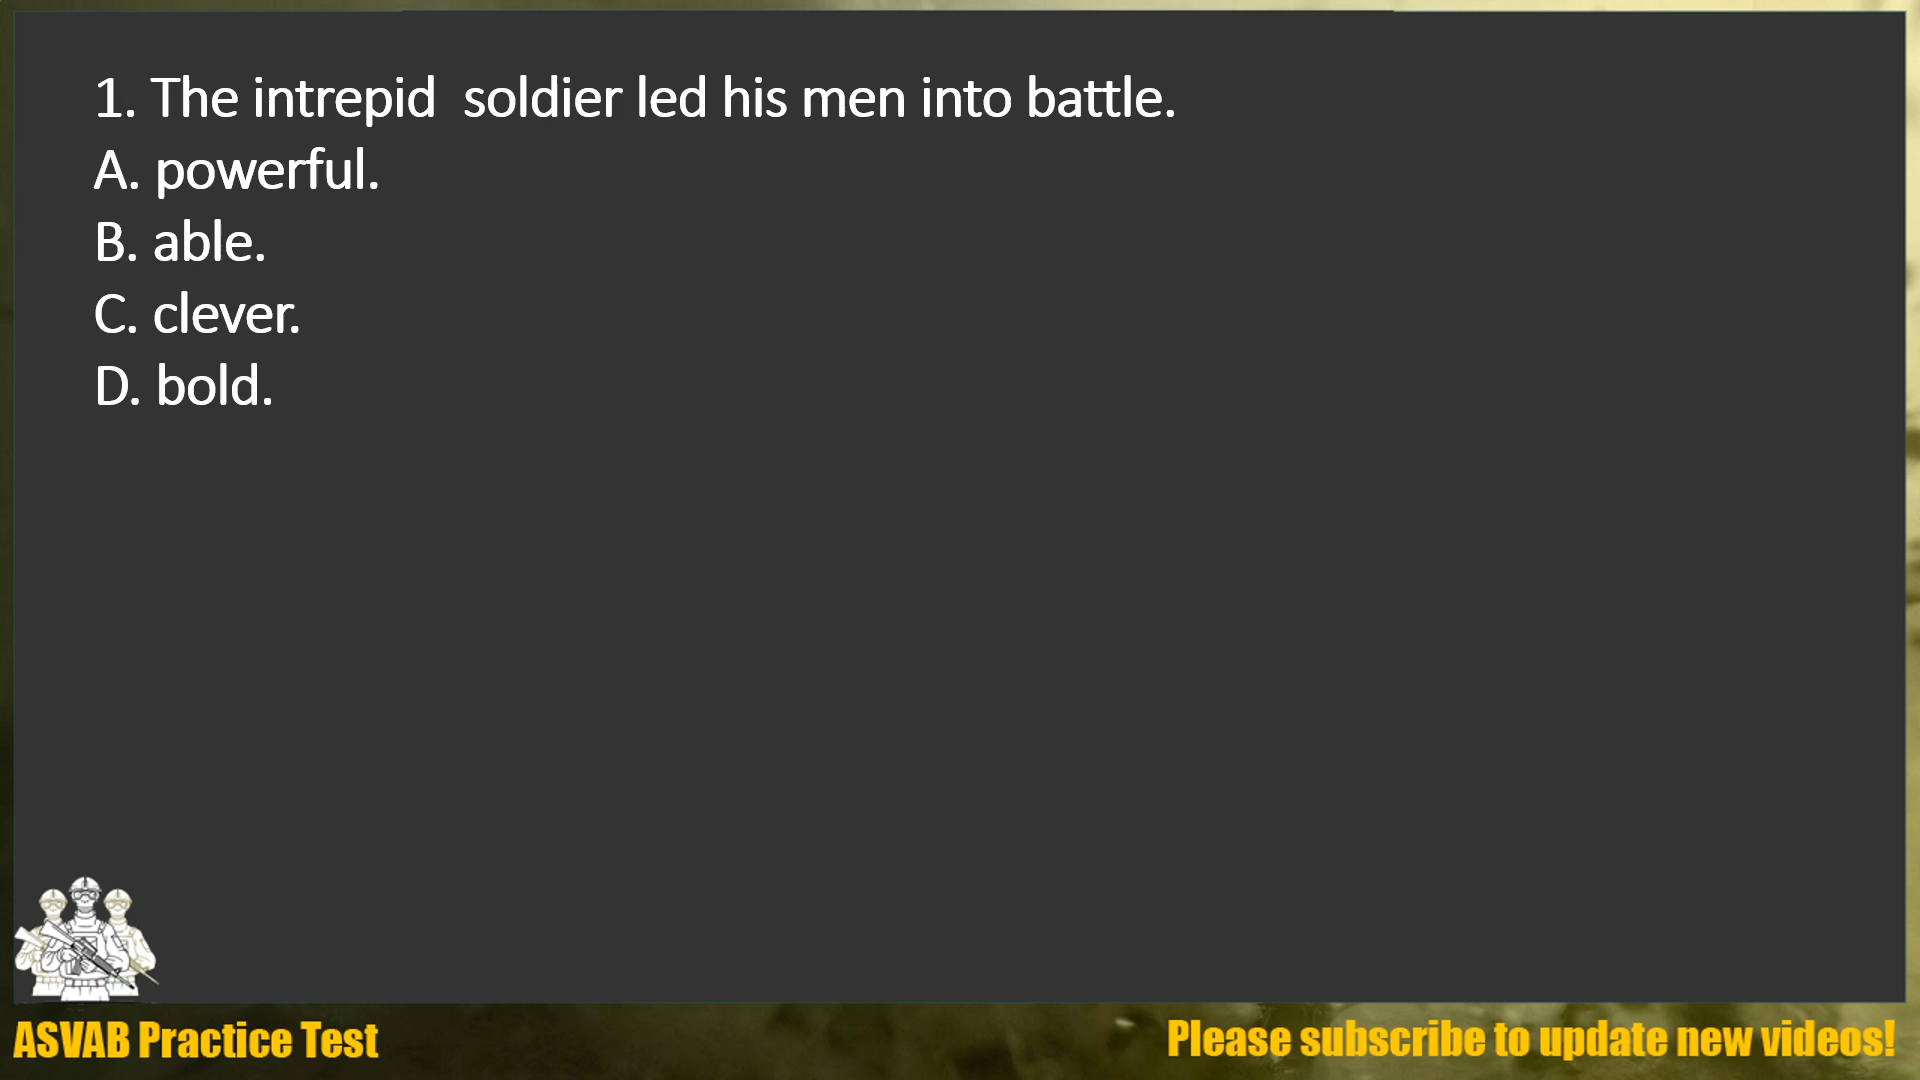 1. The intrepid  soldier led his men into battle.
A. powerful.
B. able.
C. clever.
D. bold.
ASVAB Practice Test
Please subscribe to update new videos!